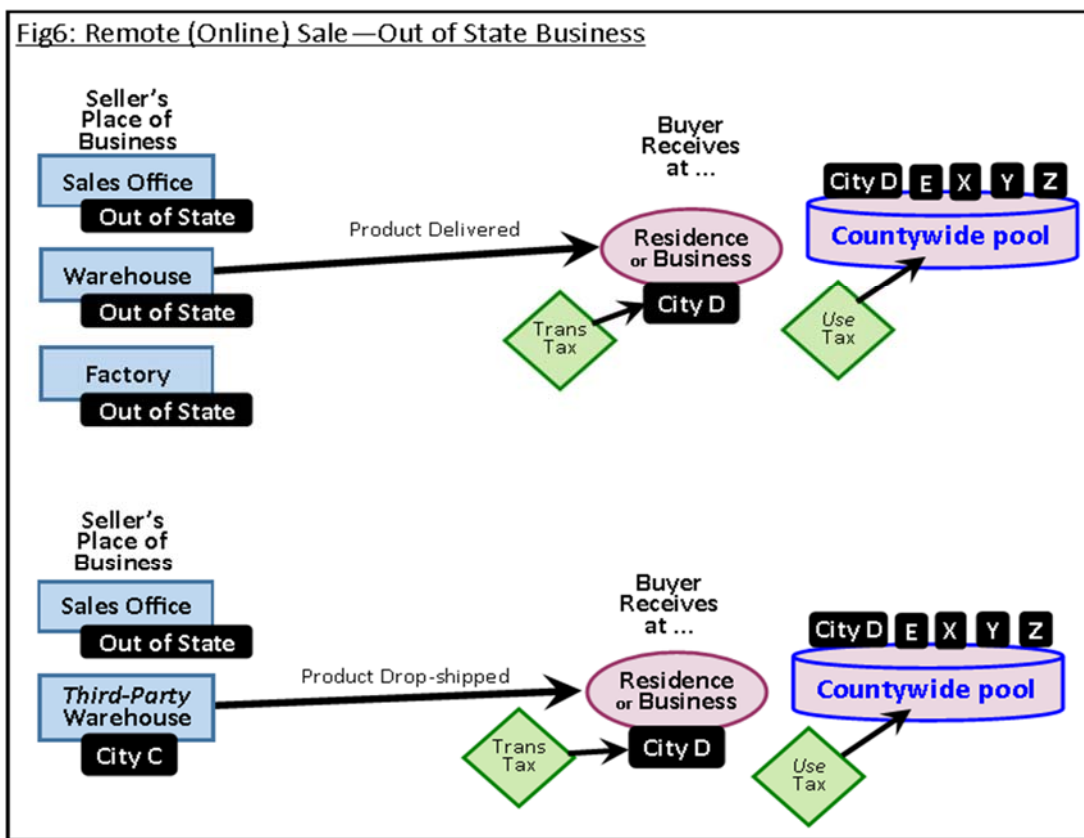 Fig6: Remote (Online) Sale—Out of State Business
Seller's
Place of
Business
Sales Office
Out of State
Warehouse
Out of State
Factory
Out of State
Product Delivered
Buyer
Receives
at ...
Residence
or Business
City D
Trans
Tax
City D E X Y Z
Countywide pool
Use
Tax
Seller's
Place of
Business
Sales Office
Out of State
Third-Party
Warehouse
City C
Product Drop-shipped
Buyer
Receives
at ...
Residence
or Business
City D
Trans
Tax
City D E X Y Z
Countywide pool
Use
Tax